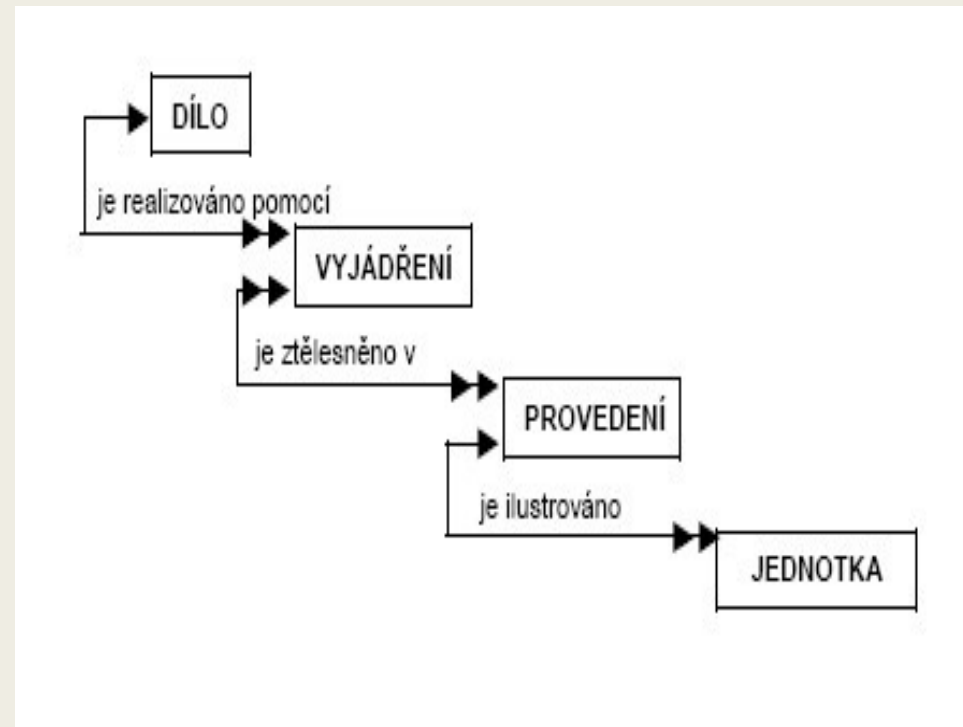 DÍLO
je realizováno pomocí
VYJÁDŘENÍ
je ztělesněno v
PROVEDENÍ
je ilustrováno
JEDNOTKA